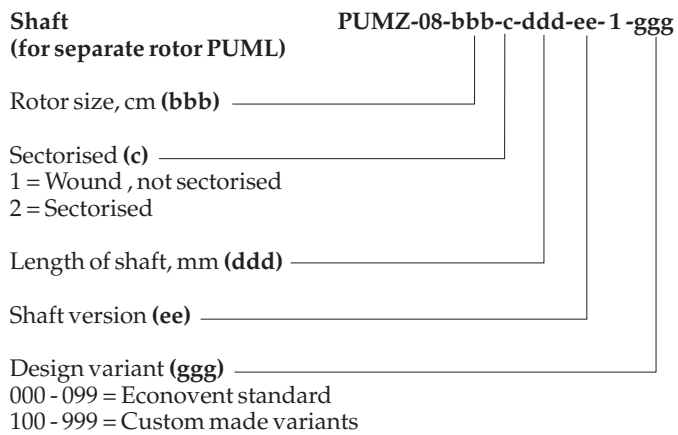 Shaft PUMZ-08-bbb-c-ddd-ee- 1 -ggg
(for separate rotor PUML)
Rotor size, cm (bbb)
Sectorised (c)
1 = Wound , not sectorised
2 = Sectorised
Length of shaft, mm (ddd)
Shaft version (ee)
Design variant (ggg)
000 - 099 = Econovent standard
100 - 999 = Custom made variants